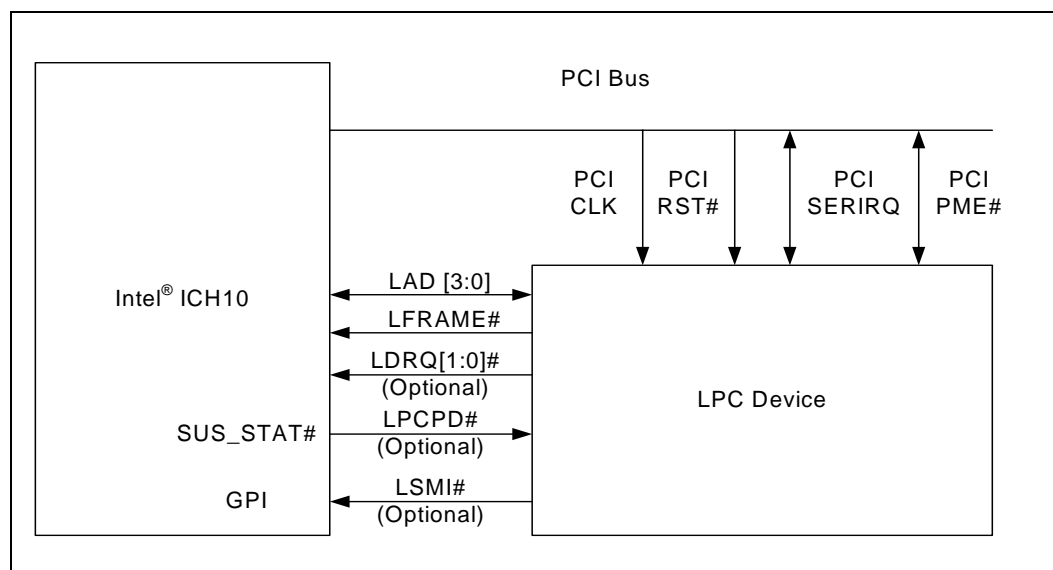 PCI Bus
PCI
CLK
PCI
RST#
PCI
SERIRQ
PCI
PME#
Intel® ICH10
LAD [3:0]
LFRAME#
LDRQ[1:0]#
(Optional)
LPC Device
SUS_STAT#
LPCPD#
(Optional)
GPI
LSMI#
(Optional)